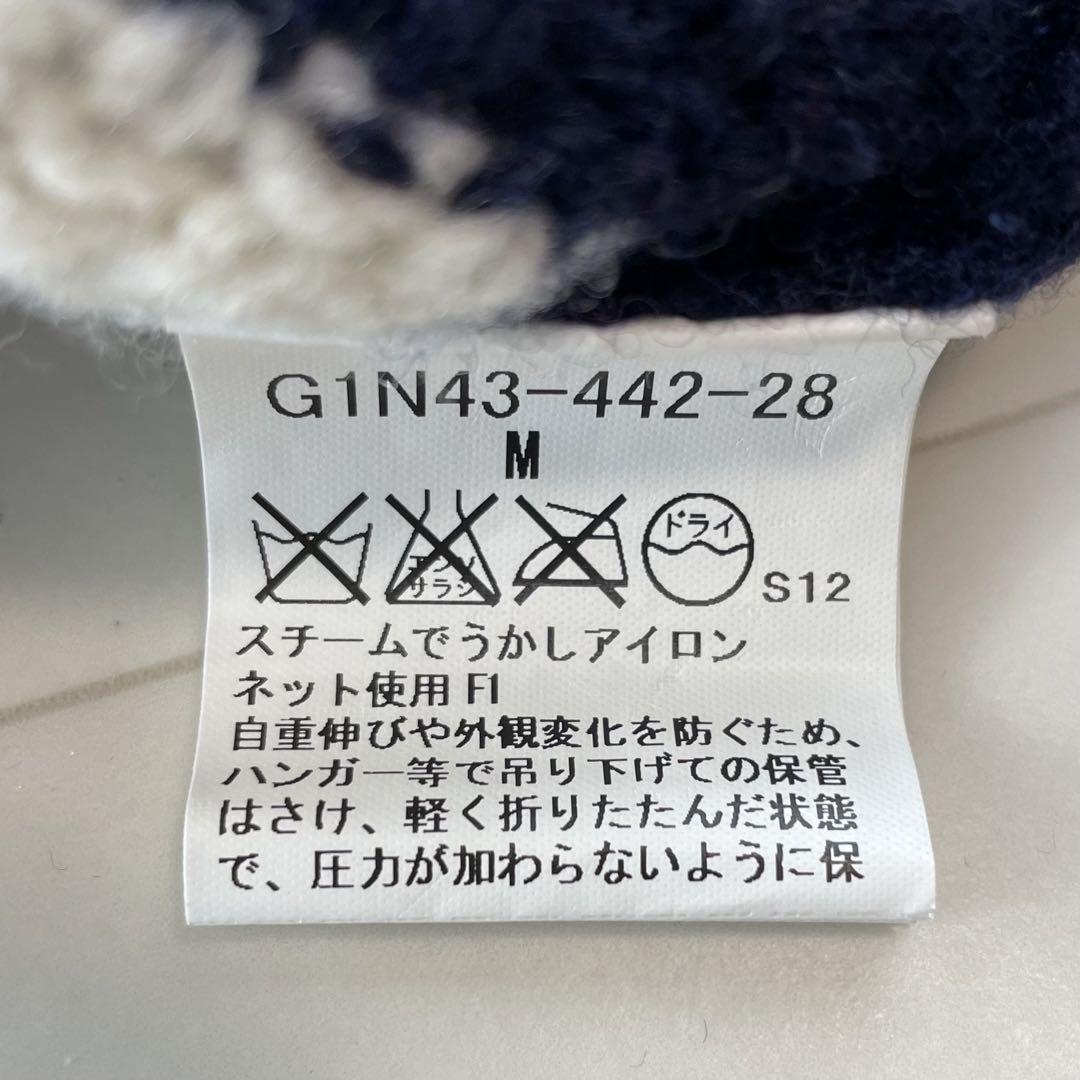 G1N43-442-28
M
エンソ
サラシ
ドライ
S12
スチームでうかしアイロン
ネット使用 F1
自重伸びや外観変化を防ぐため、
ハンガー等で吊り下げての保管
はさけ、軽く折りたたんだ状態
で、圧力が加わらないように保